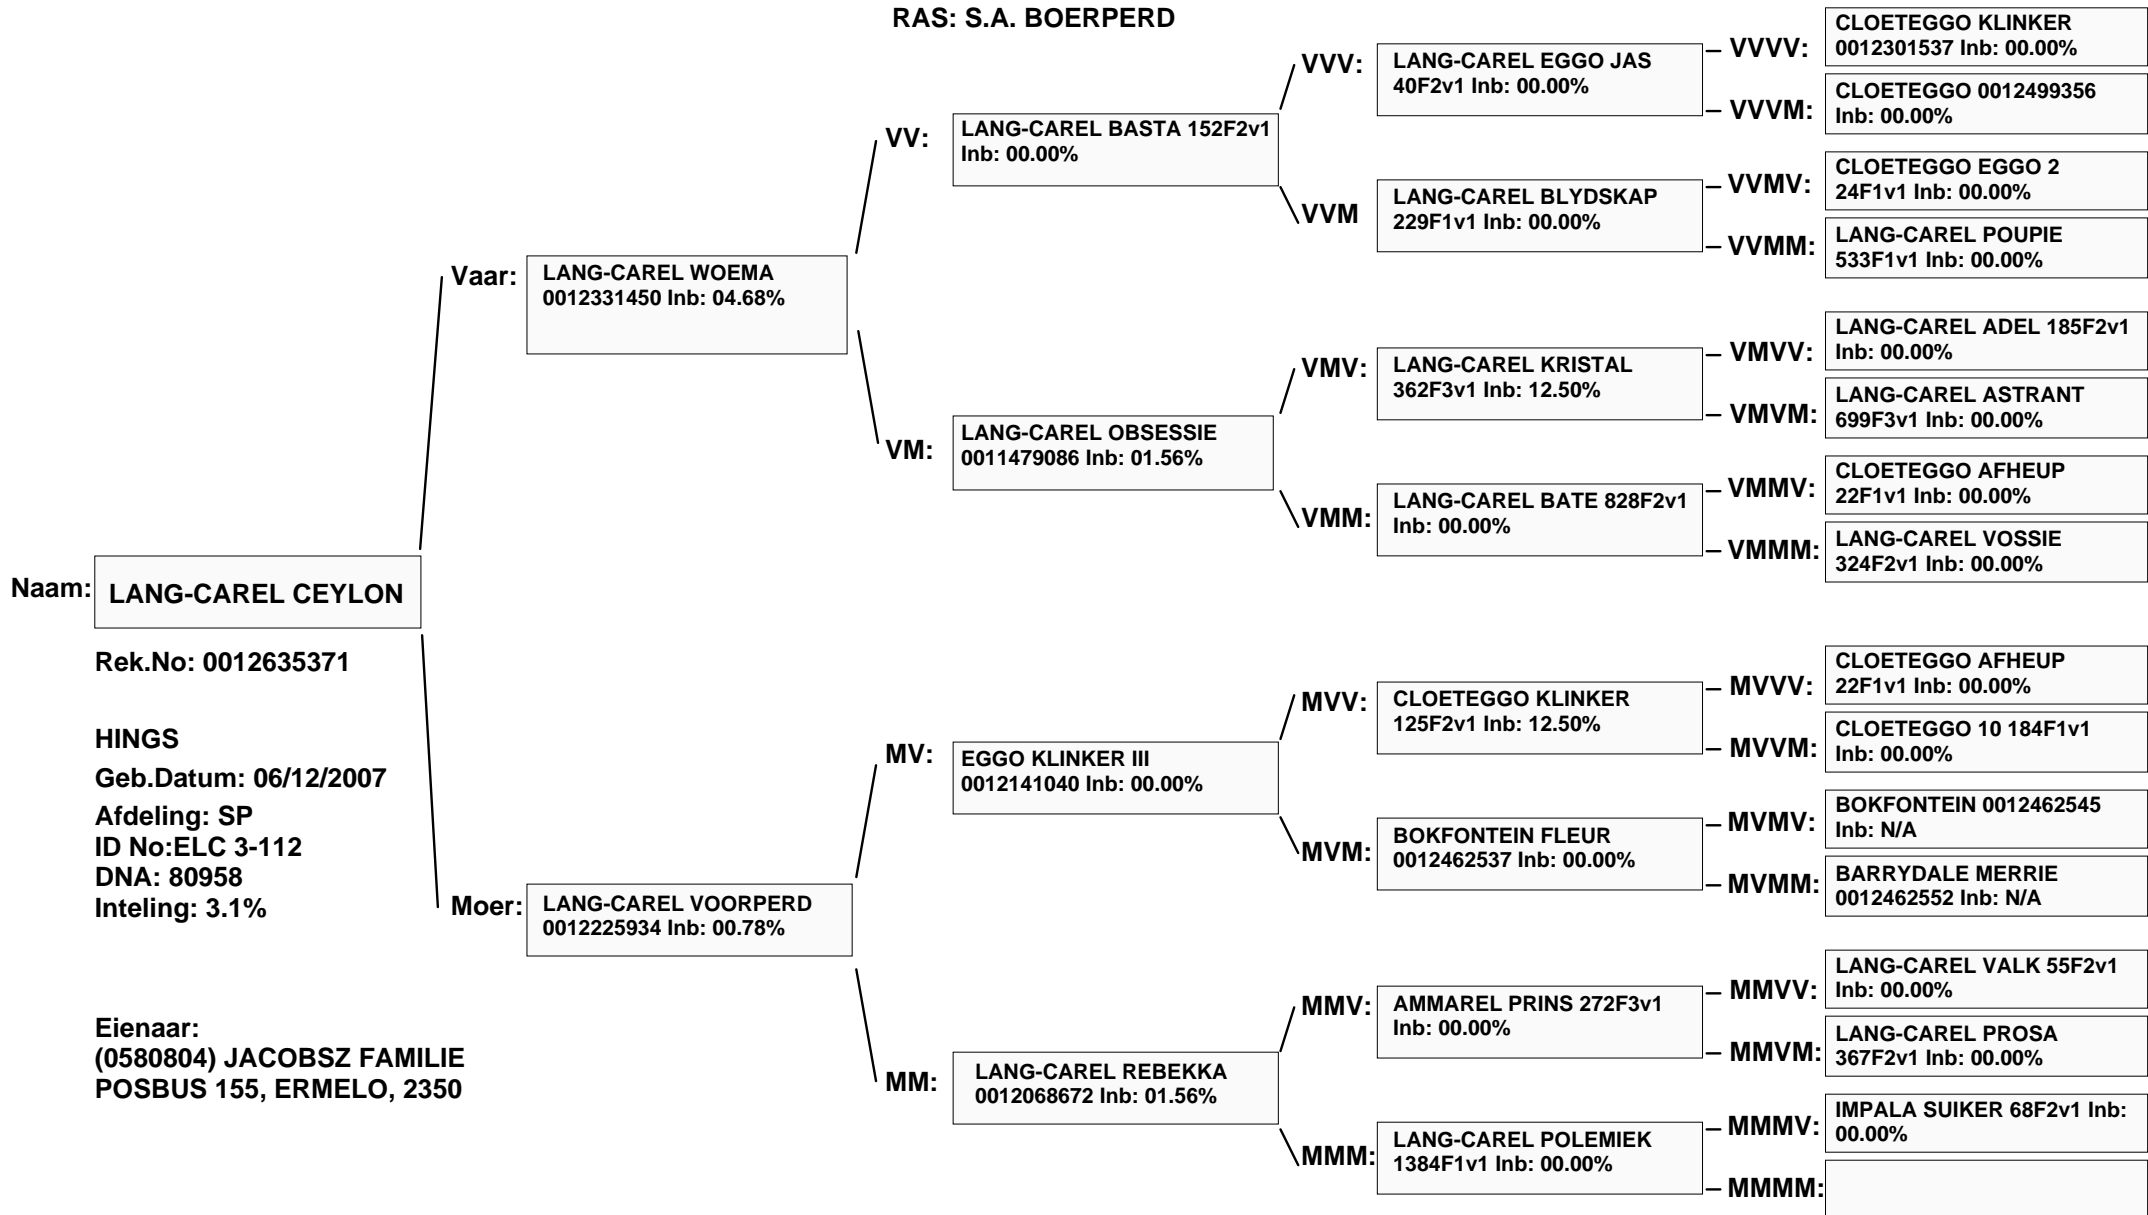 RAS: S.A. BOERPERD
Naam:
LANG-CAREL CEYLON
Rek.No: 0012635371
HINGS
Geb.Datum: 06/12/2007
Afdeling: SP
ID No:ELC 3-112
DNA: 80958
Inteling: 3.1%
Eienaar:
(0580804) JACOBSZ FAMILIE
POSBUS 155, ERMELO, 2350
Vaar:
LANG-CAREL WOEMA
0012331450 Inb: 04.68%
Moer:
LANG-CAREL VOORPERD
0012225934 Inb: 00.78%
VV:
LANG-CAREL BASTA 152F2v1
Inb: 00.00%
VM:
LANG-CAREL OBSESSIE
0011479086 Inb: 01.56%
MV:
EGGO KLINKER III
0012141040 Inb: 00.00%
MM:
LANG-CAREL REBEKKA
0012068672 Inb: 01.56%
VVV:
LANG-CAREL EGGO JAS
40F2v1 Inb: 00.00%
VVM
LANG-CAREL BLYDSKAP
229F1v1 Inb: 00.00%
VMV:
LANG-CAREL KRISTAL
362F3v1 Inb: 12.50%
VMM:
LANG-CAREL BATE 828F2v1
Inb: 00.00%
MVV:
CLOETEGGO KLINKER
125F2v1 Inb: 12.50%
MVM:
BOKFONTEIN FLEUR
0012462537 Inb: 00.00%
MMV:
AMMAREL PRINS 272F3v1
Inb: 00.00%
MMM:
LANG-CAREL POLEMIEK
1384F1v1 Inb: 00.00%
VVVV:
CLOETEGGO KLINKER
0012301537 Inb: 00.00%
VVVM:
CLOETEGGO 0012499356
Inb: 00.00%
VVMV:
CLOETEGGO EGGO 2
24F1v1 Inb: 00.00%
VVMM:
LANG-CAREL POUPIE
533F1v1 Inb: 00.00%
VMVV:
LANG-CAREL ADEL 185F2v1
Inb: 00.00%
VMVM:
LANG-CAREL ASTRANT
699F3v1 Inb: 00.00%
VMMV:
CLOETEGGO AFHEUP
22F1v1 Inb: 00.00%
VMMM:
LANG-CAREL VOSSIE
324F2v1 Inb: 00.00%
MVVV:
CLOETEGGO AFHEUP
22F1v1 Inb: 00.00%
MVVM:
CLOETEGGO 10 184F1v1
Inb: 00.00%
MVMV:
BOKFONTEIN 0012462545
Inb: N/A
MVMM:
BARRYDALE MERRIE
0012462552 Inb: N/A
MMVV:
LANG-CAREL VALK 55F2v1
Inb: 00.00%
MMVM:
LANG-CAREL PROSA
367F2v1 Inb: 00.00%
MMMV:
IMPALA SUIKER 68F2v1 Inb:
00.00%
MMMM: